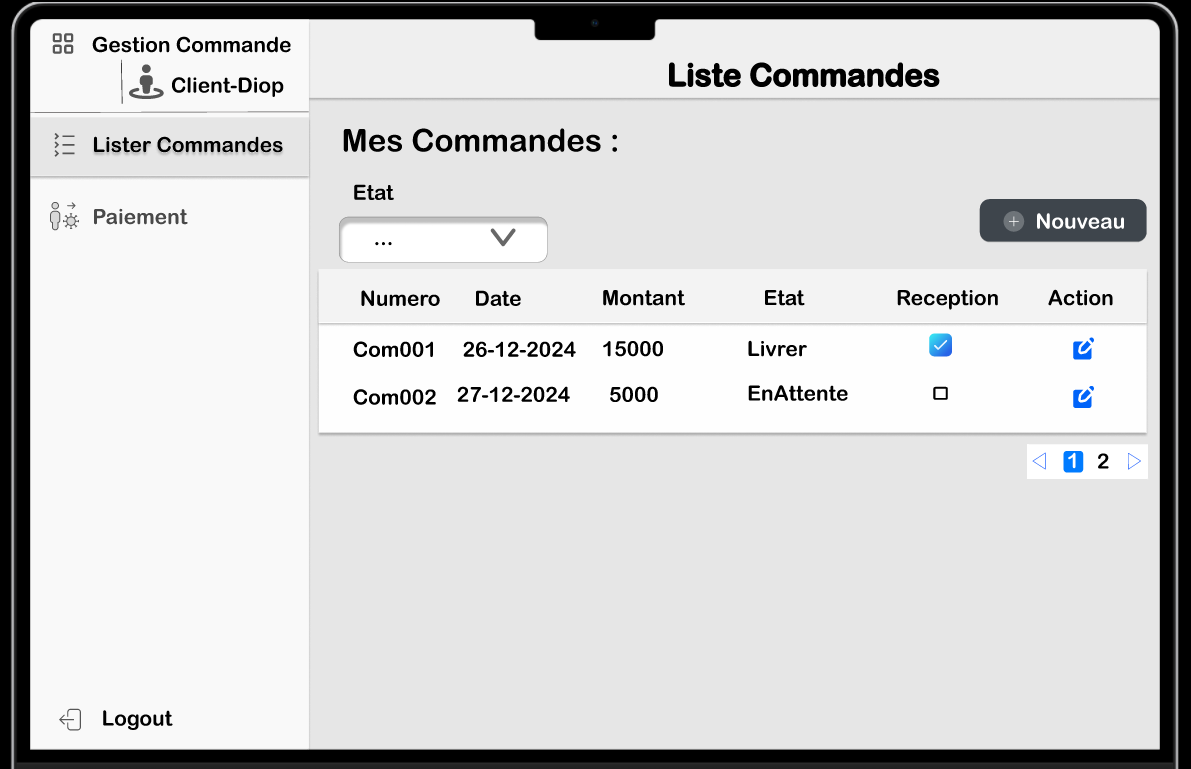 Gestion Commande
Client-Diop
Liste Commandes
Lister Commandes
Paiement
Logout
Mes Commandes :
Etat
...
+ Nouveau
Numero Date Montant Etat Reception Action
Com001 26-12-2024 15000 Livrer
Com002 27-12-2024 5000 EnAttente
1 2